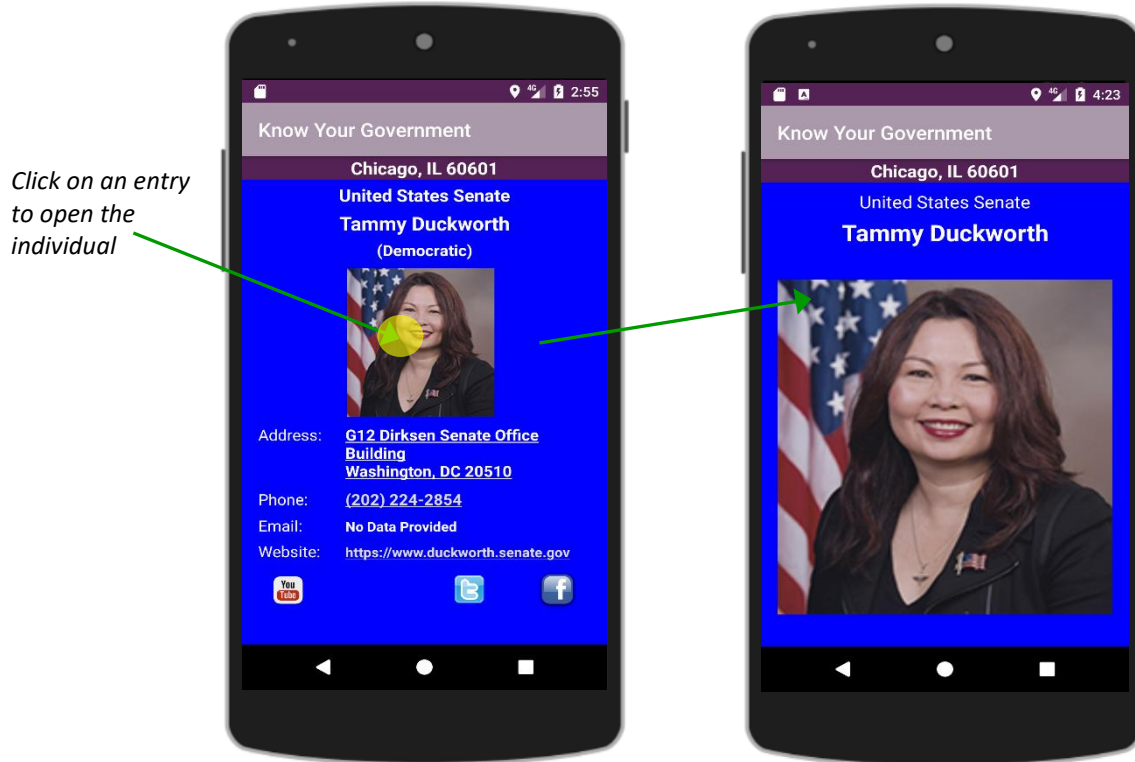 Click on an entry
to open the
individual
4G 2:55
Know Your Government
Chicago, IL 60601
United States Senate
Tammy Duckworth
(Democratic)
Address: G12 Dirksen Senate Office
Building
Washington, DC 20510
Phone: (202) 224-2854
Email: No Data Provided
Website: https://www.duckworth.senate.gov
You
Tube
A 4G 4:23
Know Your Government
Chicago, IL 60601
United States Senate
Tammy Duckworth